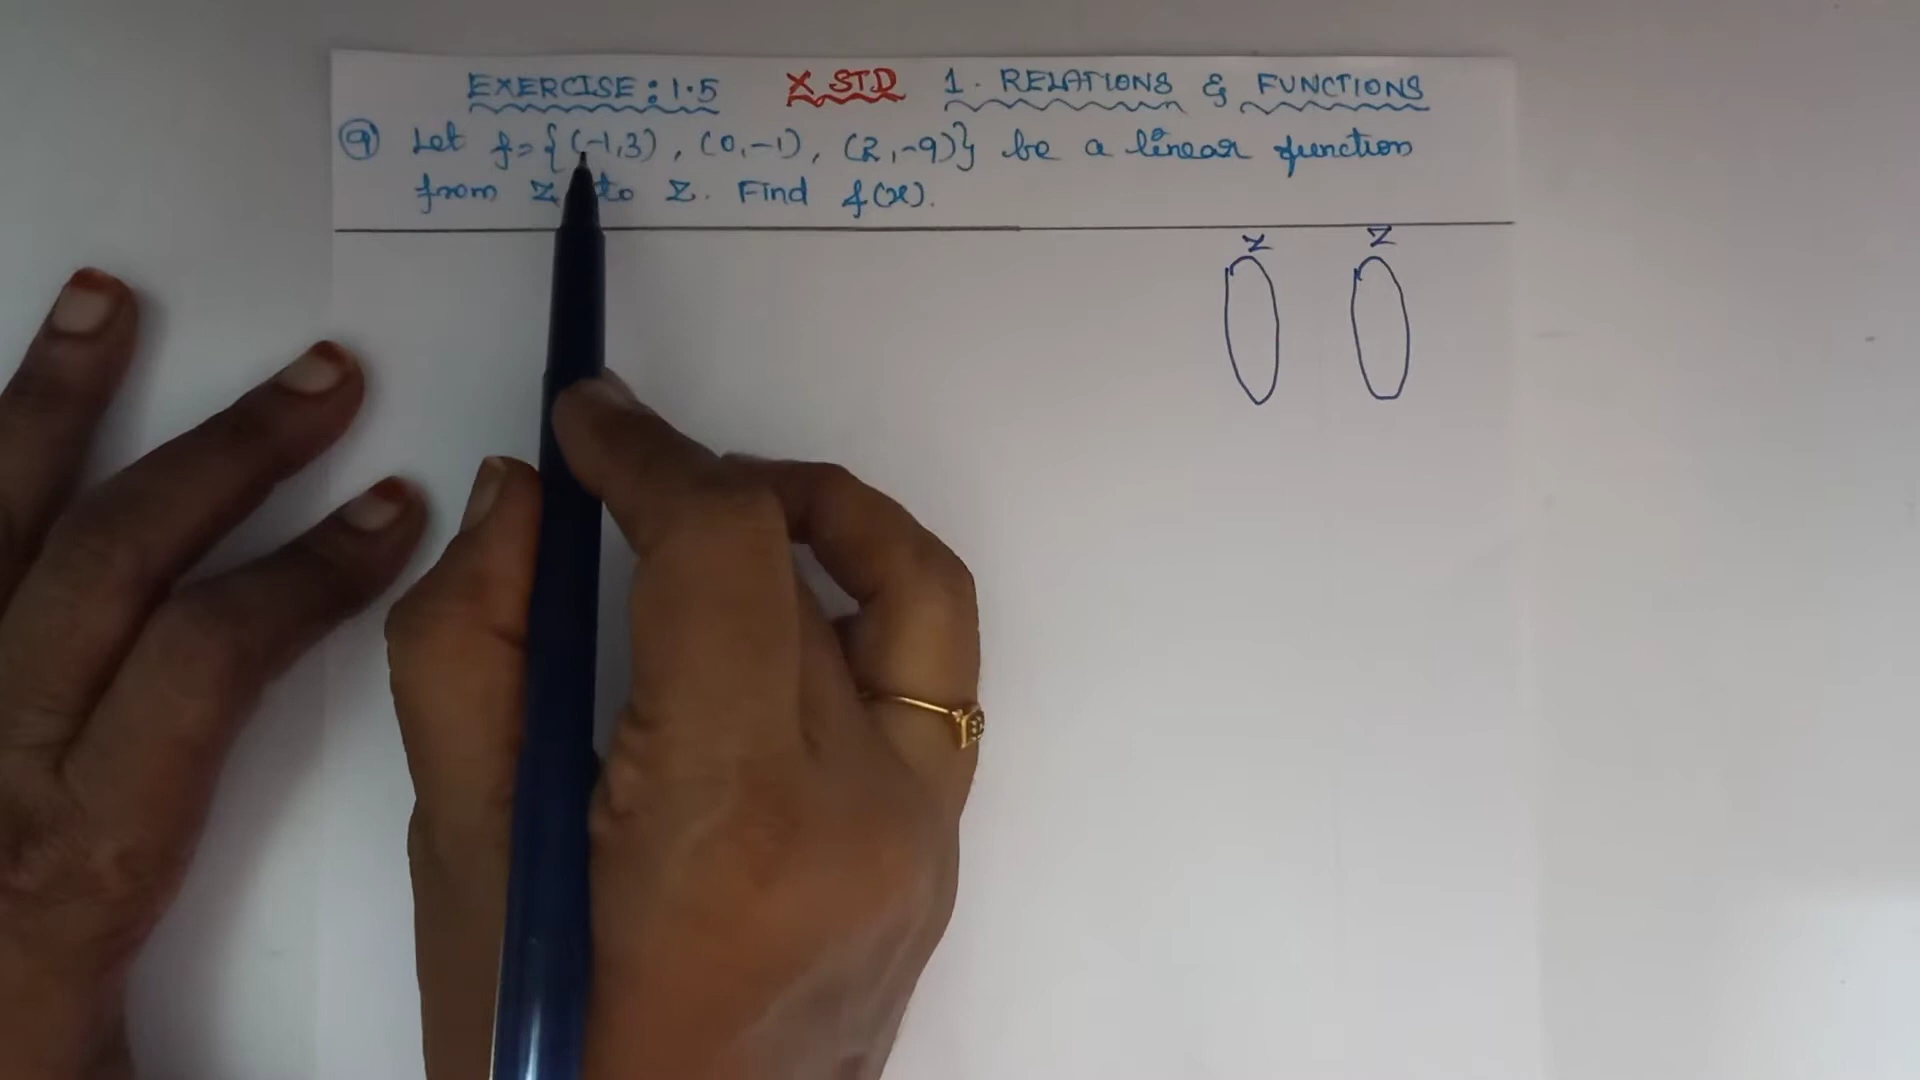 EXERCISE: 1.5 X STD 1. RELATIONS & FUNCTIONS
9 Let f={(-1,3), (0,-1), (2,-9)} be a linear function
from Z to Z. Find f(x).
Z Z